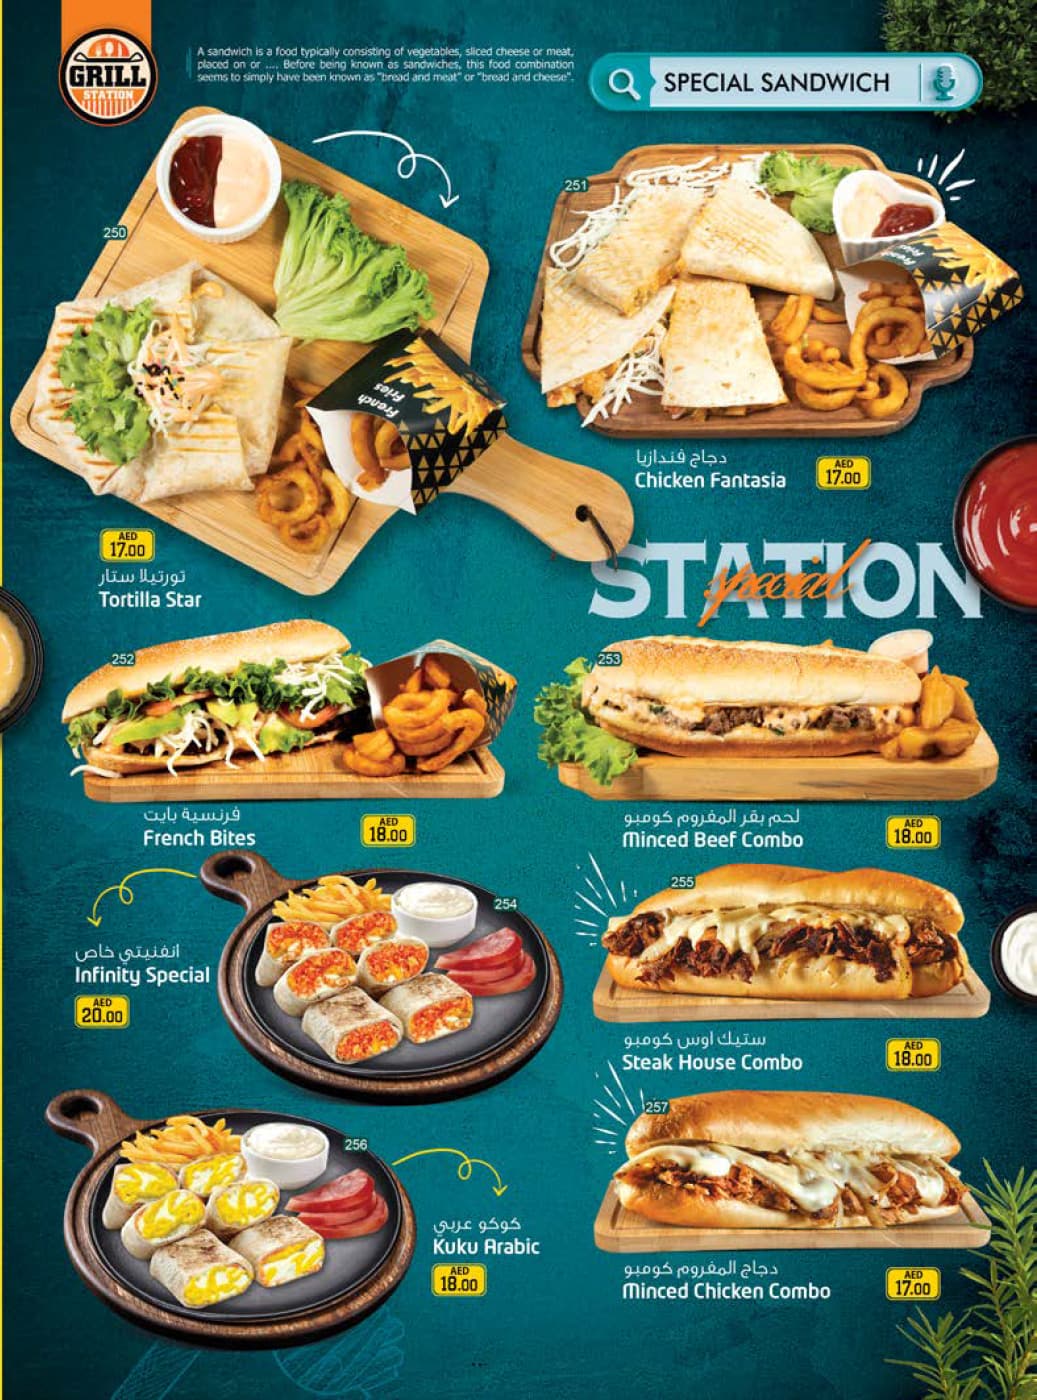 GRILL
STATION
A sandwich is a food typically consisting of vegetables, sliced cheese or meat,
placed on or .... Before being known as sandwiches, this food combination
seems to simply have been known as "bread and meat" or "bread and cheese".
SPECIAL SANDWICH
250
French
Fries
AED
17.00
تورتيلا ستار
Tortilla Star
251
French
Fries
دجاج فندازيا
Chicken Fantasia
AED
17.00
STATION
special
252
فرنسية بايت
French Bites
AED
18.00
253
لحم بقر المفروم كومبو
Minced Beef Combo
AED
18.00
254
انفنيتي خاص
Infinity Special
AED
20.00
255
ستيك اوس كومبو
Steak House Combo
AED
18.00
256
كوكو عربي
Kuku Arabic
AED
18.00
257
دجاج المفروم كومبو
Minced Chicken Combo
AED
17.00